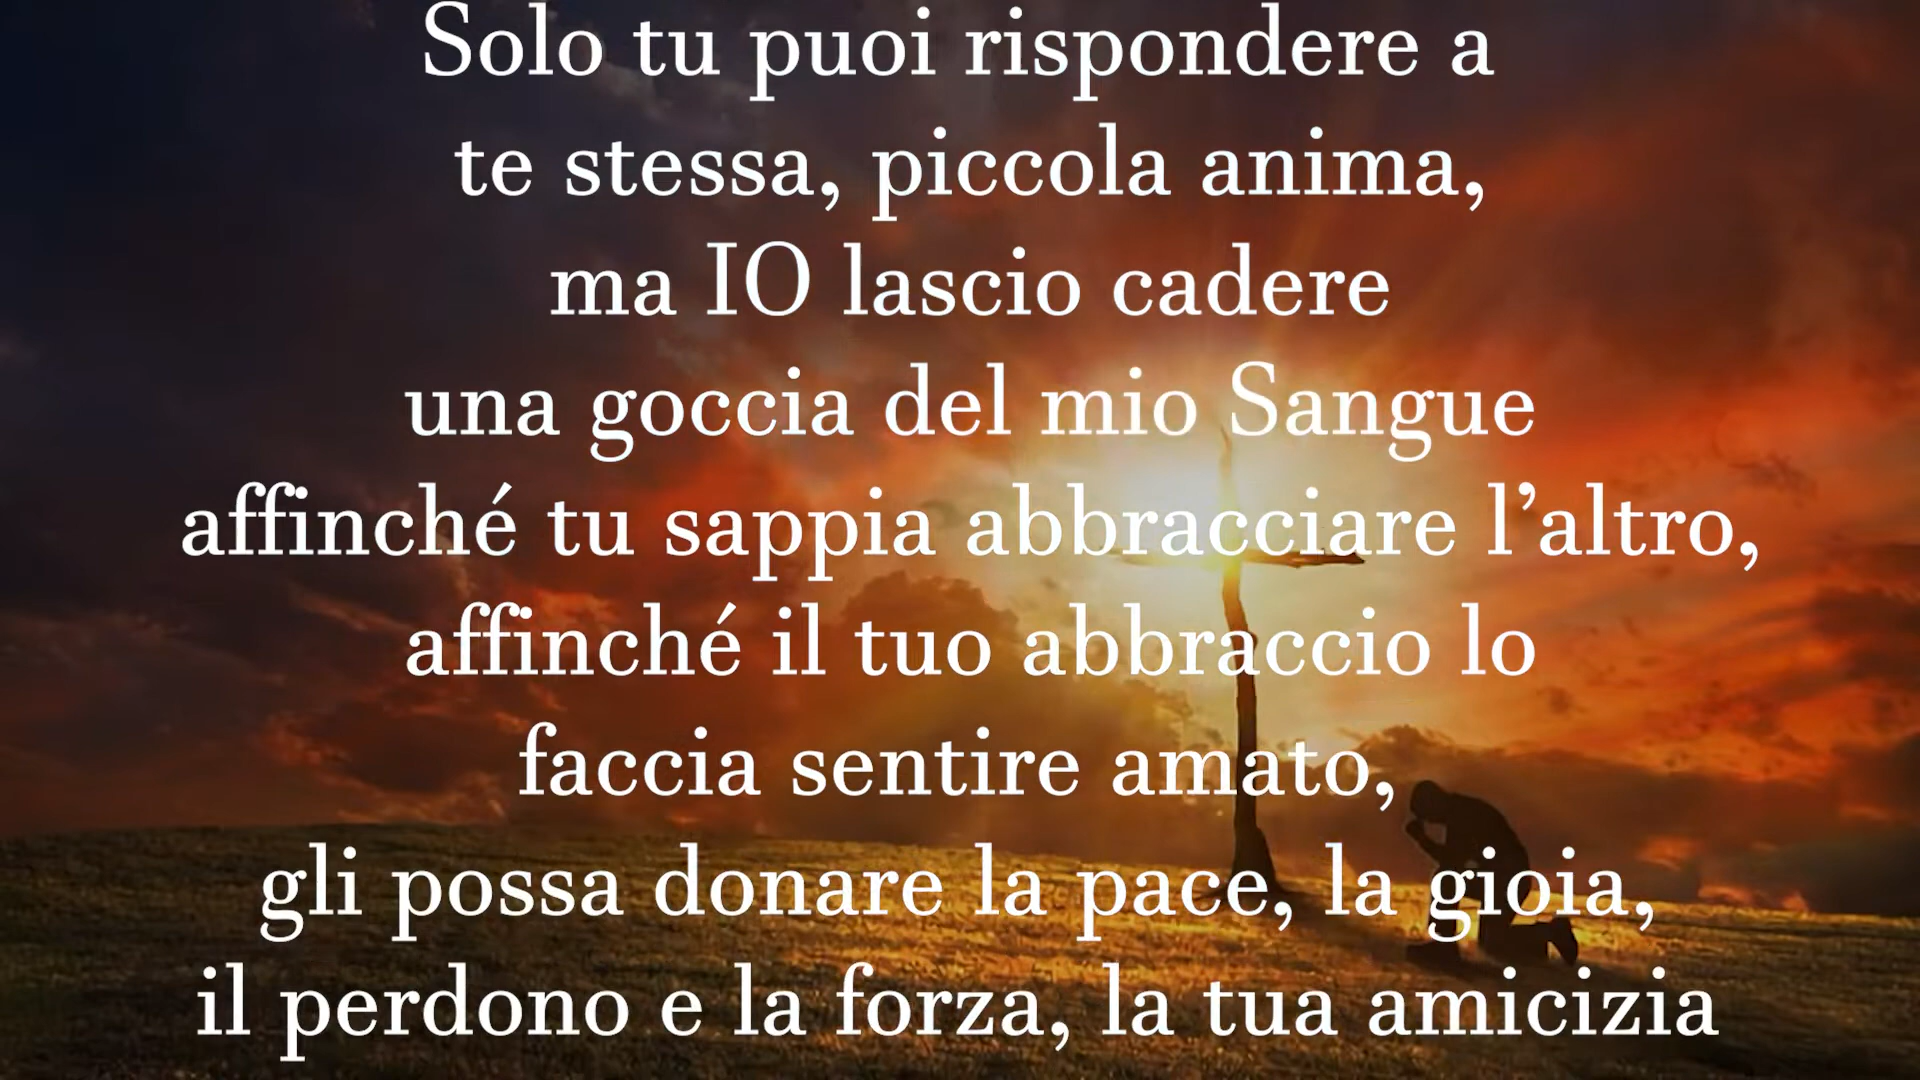 Solo tu puoi rispondere a
te stessa, piccola anima,
ma IO lascio cadere
una goccia del mio Sangue
affinché tu sappia abbracciare l’altro,
affinché il tuo abbraccio lo
faccia sentire amato,
gli possa donare la pace, la gioia,
il perdono e la forza, la tua amicizia